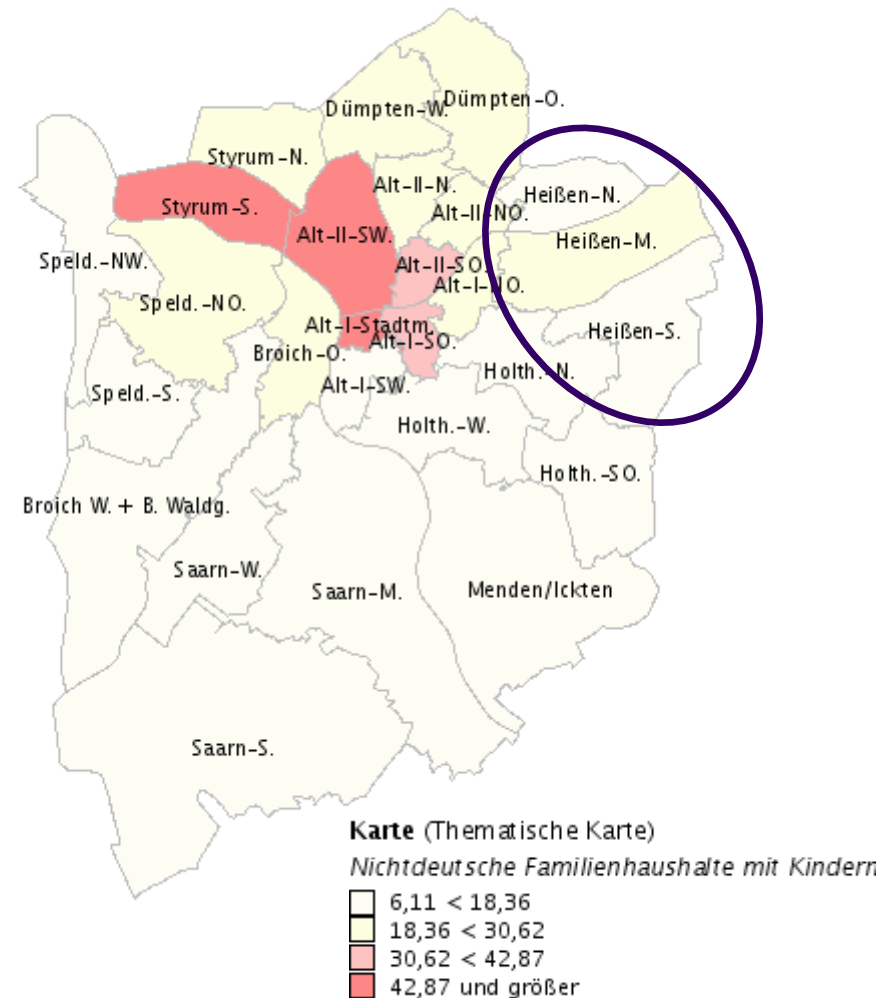 Dümpten-O.
Dümpten-W.
Styrum-N.
Alt-II-N.
Heißen-N.
Styrum-S.
Alt-II-NO.
Alt-II-SW.
Heißen-M.
Speld.-NW.
Alt-II-SO.
Alt-I-NO.
Speld.-NO.
Alt-I-Stadtm.
Heißen-S.
Alt-I-SO.
Broich-O.
Holth.-N.
Alt-I-SW.
Speld.-S.
Holth.-W.
Holth.-SO.
Broich W. + B. Waldg.
Saarn-W.
Saarn-M.
Menden/Ickten
Saarn-S.
Karte (Thematische Karte)
Nichtdeutsche Familienhaushalte mit Kindern
6,11 < 18,36
18,36 < 30,62
30,62 < 42,87
42,87 und größer